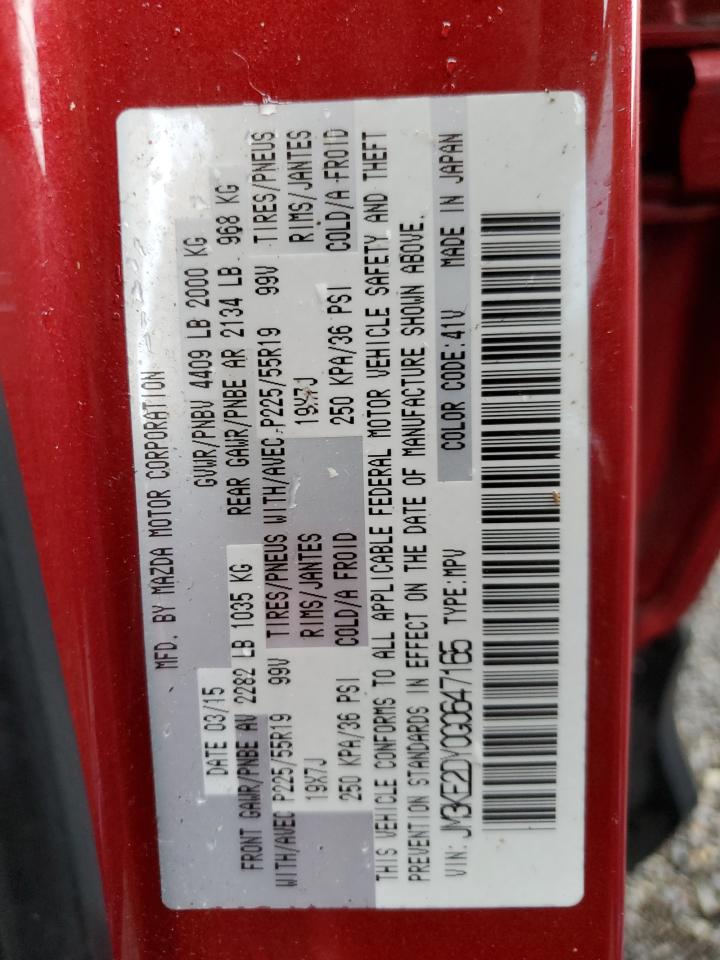 MFD. BY MAZDA MOTOR CORPORATION
DATE 03/15 GVWR/PNBV 4409 LB 2000 KG
FRONT GAWR/PNBE AV 2282 LB 1035 KG REAR GAWR/PNBE AR 2134 LB 968 KG
WITH/AVEC P225/55R19 99V TIRES/PNEUS WITH/AVEC P225/55R19 99V TIRES/PNEUS
19X7J RIMS/JANTES 19X7J RIMS/JANTES
250 KPA/36 PSI COLD/A FROID 250 KPA/36 PSI COLD/A FROID
THIS VEHICLE CONFORMS TO ALL APPLICABLE FEDERAL MOTOR VEHICLE SAFETY AND THEFT
PREVENTION STANDARDS IN EFFECT ON THE DATE OF MANUFACTURE SHOWN ABOVE.
VIN: JM3KE2DY0G0647165 TYPE:MPV COLOR CODE:41V MADE IN JAPAN